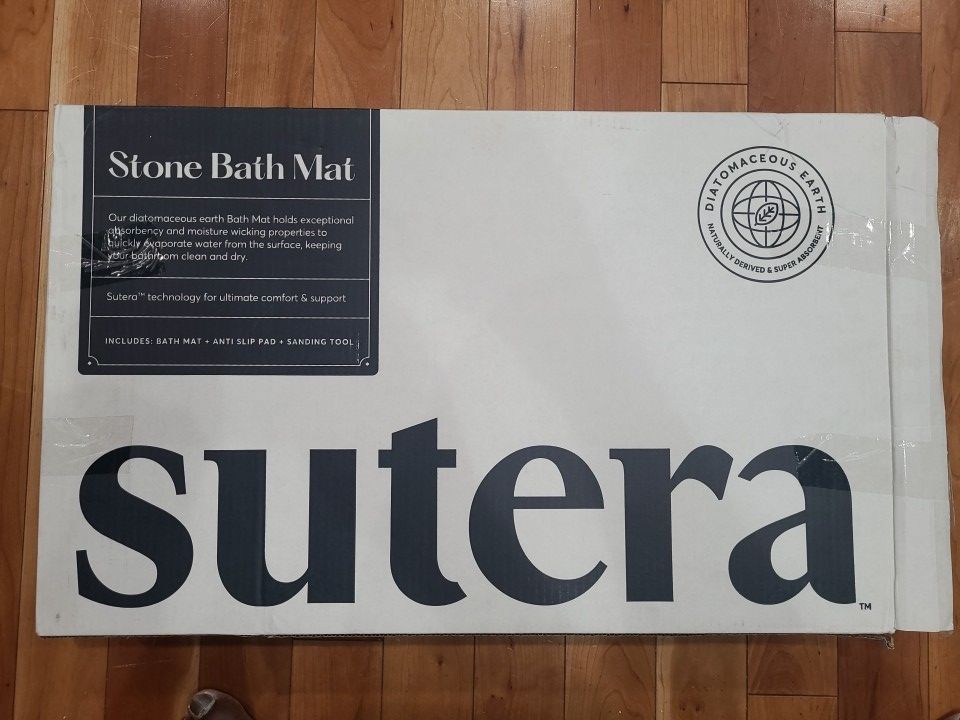 Stone Bath Mat
Our diatomaceous earth Bath Mat holds exceptional
absorbency and moisture wicking properties to
quickly evaporate water from the surface, keeping
your bathroom clean and dry.
Sutera™ technology for ultimate comfort & support
INCLUDES: BATH MAT + ANTI SLIP PAD + SANDING TOOL
DIATOMACEOUS EARTH
NATURALLY DERIVED & SUPER ABSORBENT
sutera™